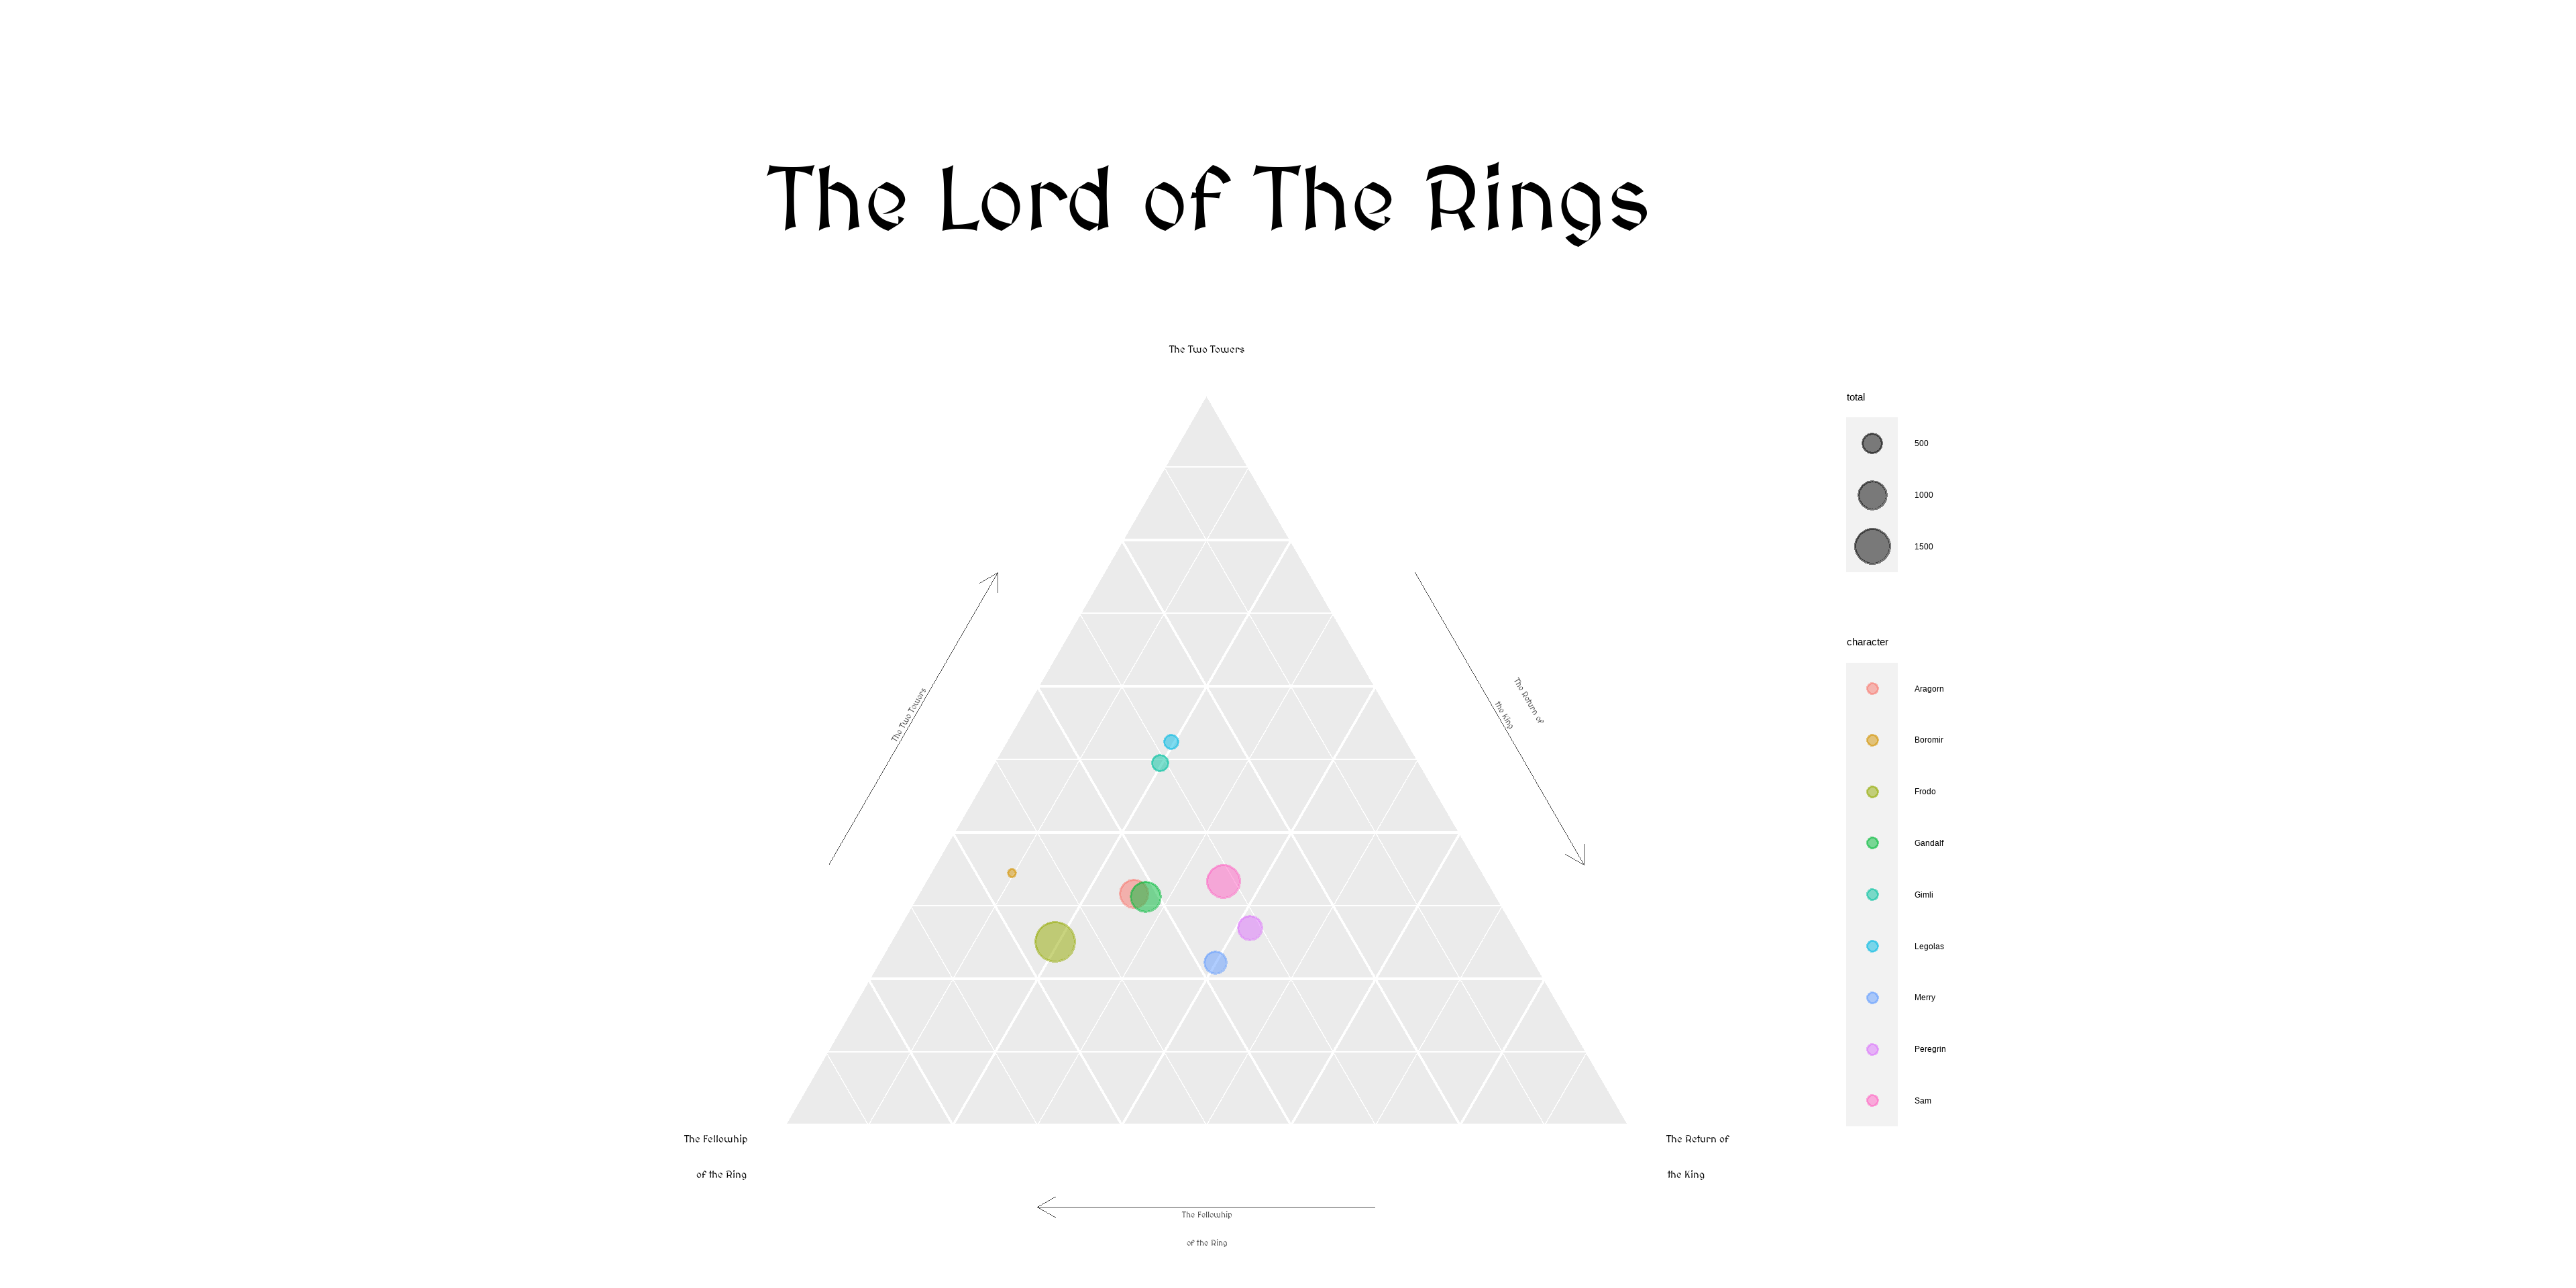 The Lord of The Rings
The Two Towers
total
500
1000
1500
The Two Towers
The Return of
the King
character
Aragorn
Boromir
Frodo
Gandalf
Gimli
Legolas
Merry
Peregrin
Sam
The Fellowhip
of the Ring
The Return of
the King
The Fellowhip
of the Ring